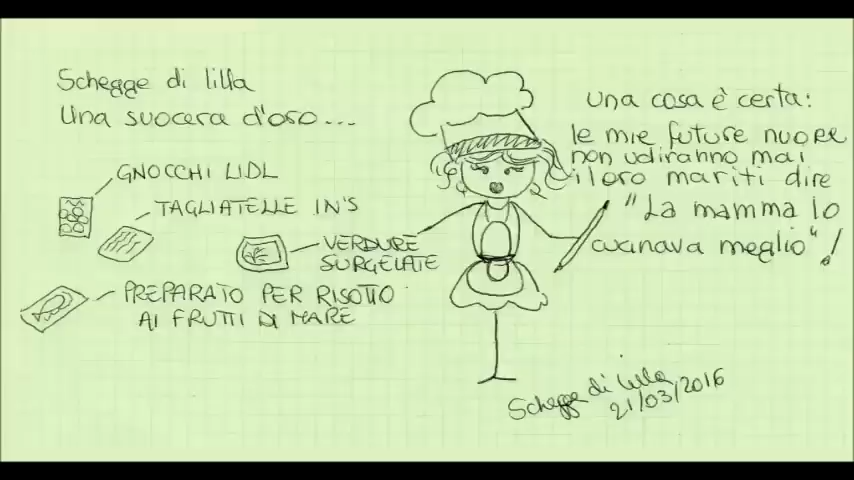 Schegge di lilla
Una suocera d'oro...
GNOCCHI LIDL
TAGLIATELLE IN'S
VERDURE
SURGELATE
PREPARATO PER RISOTTO
AI FRUTTI DI MARE
una cosa è certa:
le mie future nuore
non udiranno mai
i loro mariti dire
"La mamma lo
cucinava meglio"!
Schegge di lilla
21/03/2016